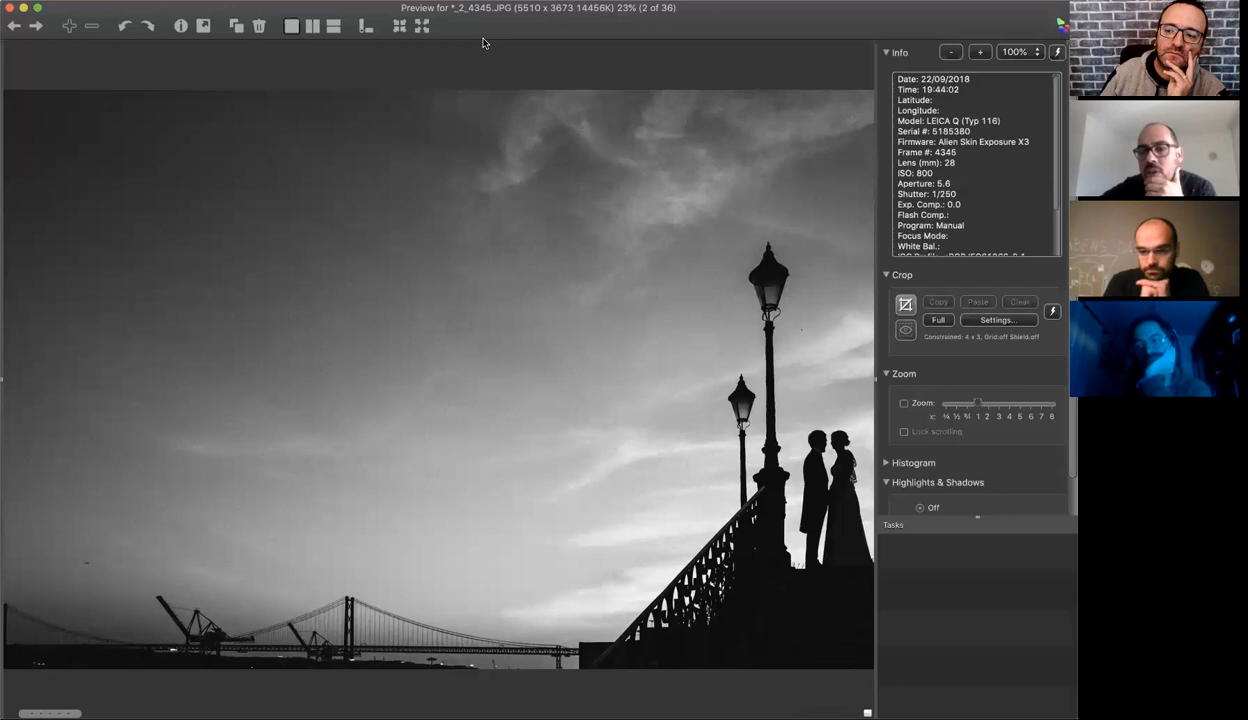 Preview for *_2_4345.JPG (5510 x 3673 14456K) 23% (2 of 36)
Info
-
+
100%
Date: 22/09/2018
Time: 19:44:02
Latitude:
Longitude:
Model: LEICA Q (Typ 116)
Serial #: 5185380
Firmware: Alien Skin Exposure X3
Frame #: 4345
Lens (mm): 28
ISO: 800
Aperture: 5.6
Shutter: 1/250
Exp. Comp.: 0.0
Flash Comp.:
Program: Manual
Focus Mode:
White Bal.:
Crop
Copy Paste Clear
Full Settings...
Constrained: 4 x 3, Grid:off Shield:off
Zoom
Zoom:
x: ¼ ½ ¾ 1 2 3 4 5 6 7 8
Lock scrolling
Histogram
Highlights & Shadows
Off
Tasks